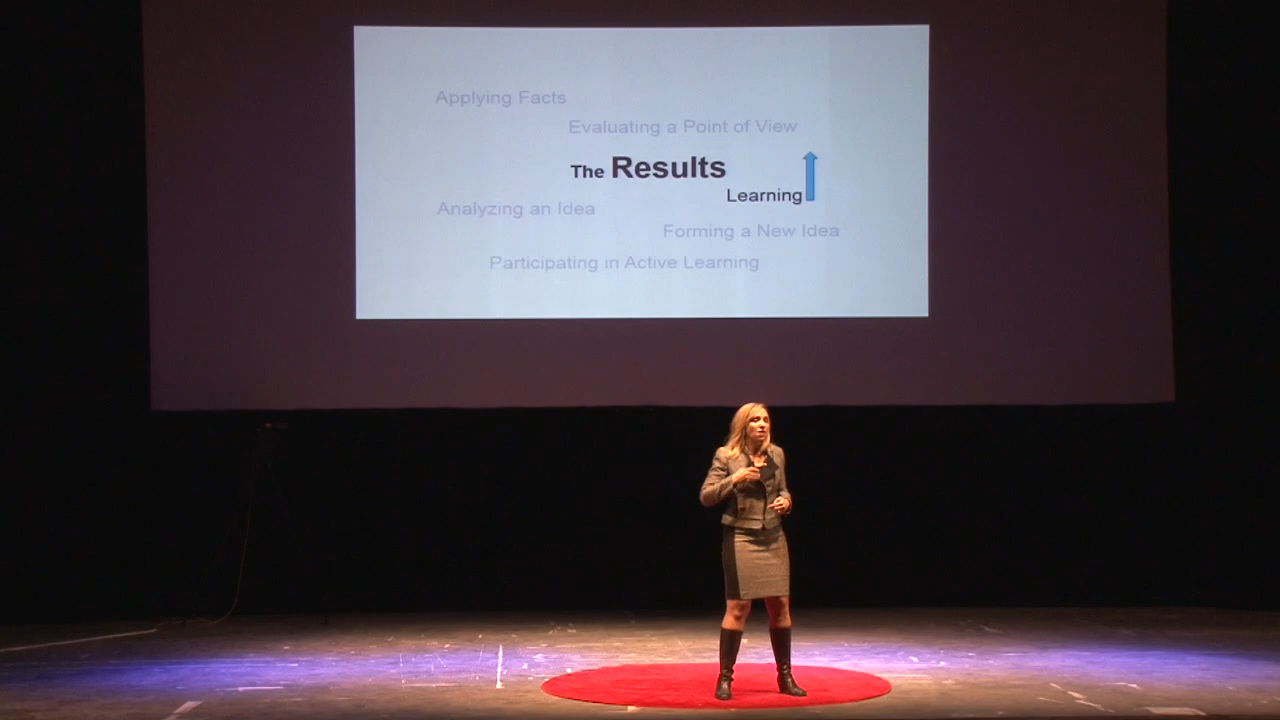 Applying Facts
Evaluating a Point of View
The Results
Learning
Analyzing an Idea
Forming a New Idea
Participating in Active Learning